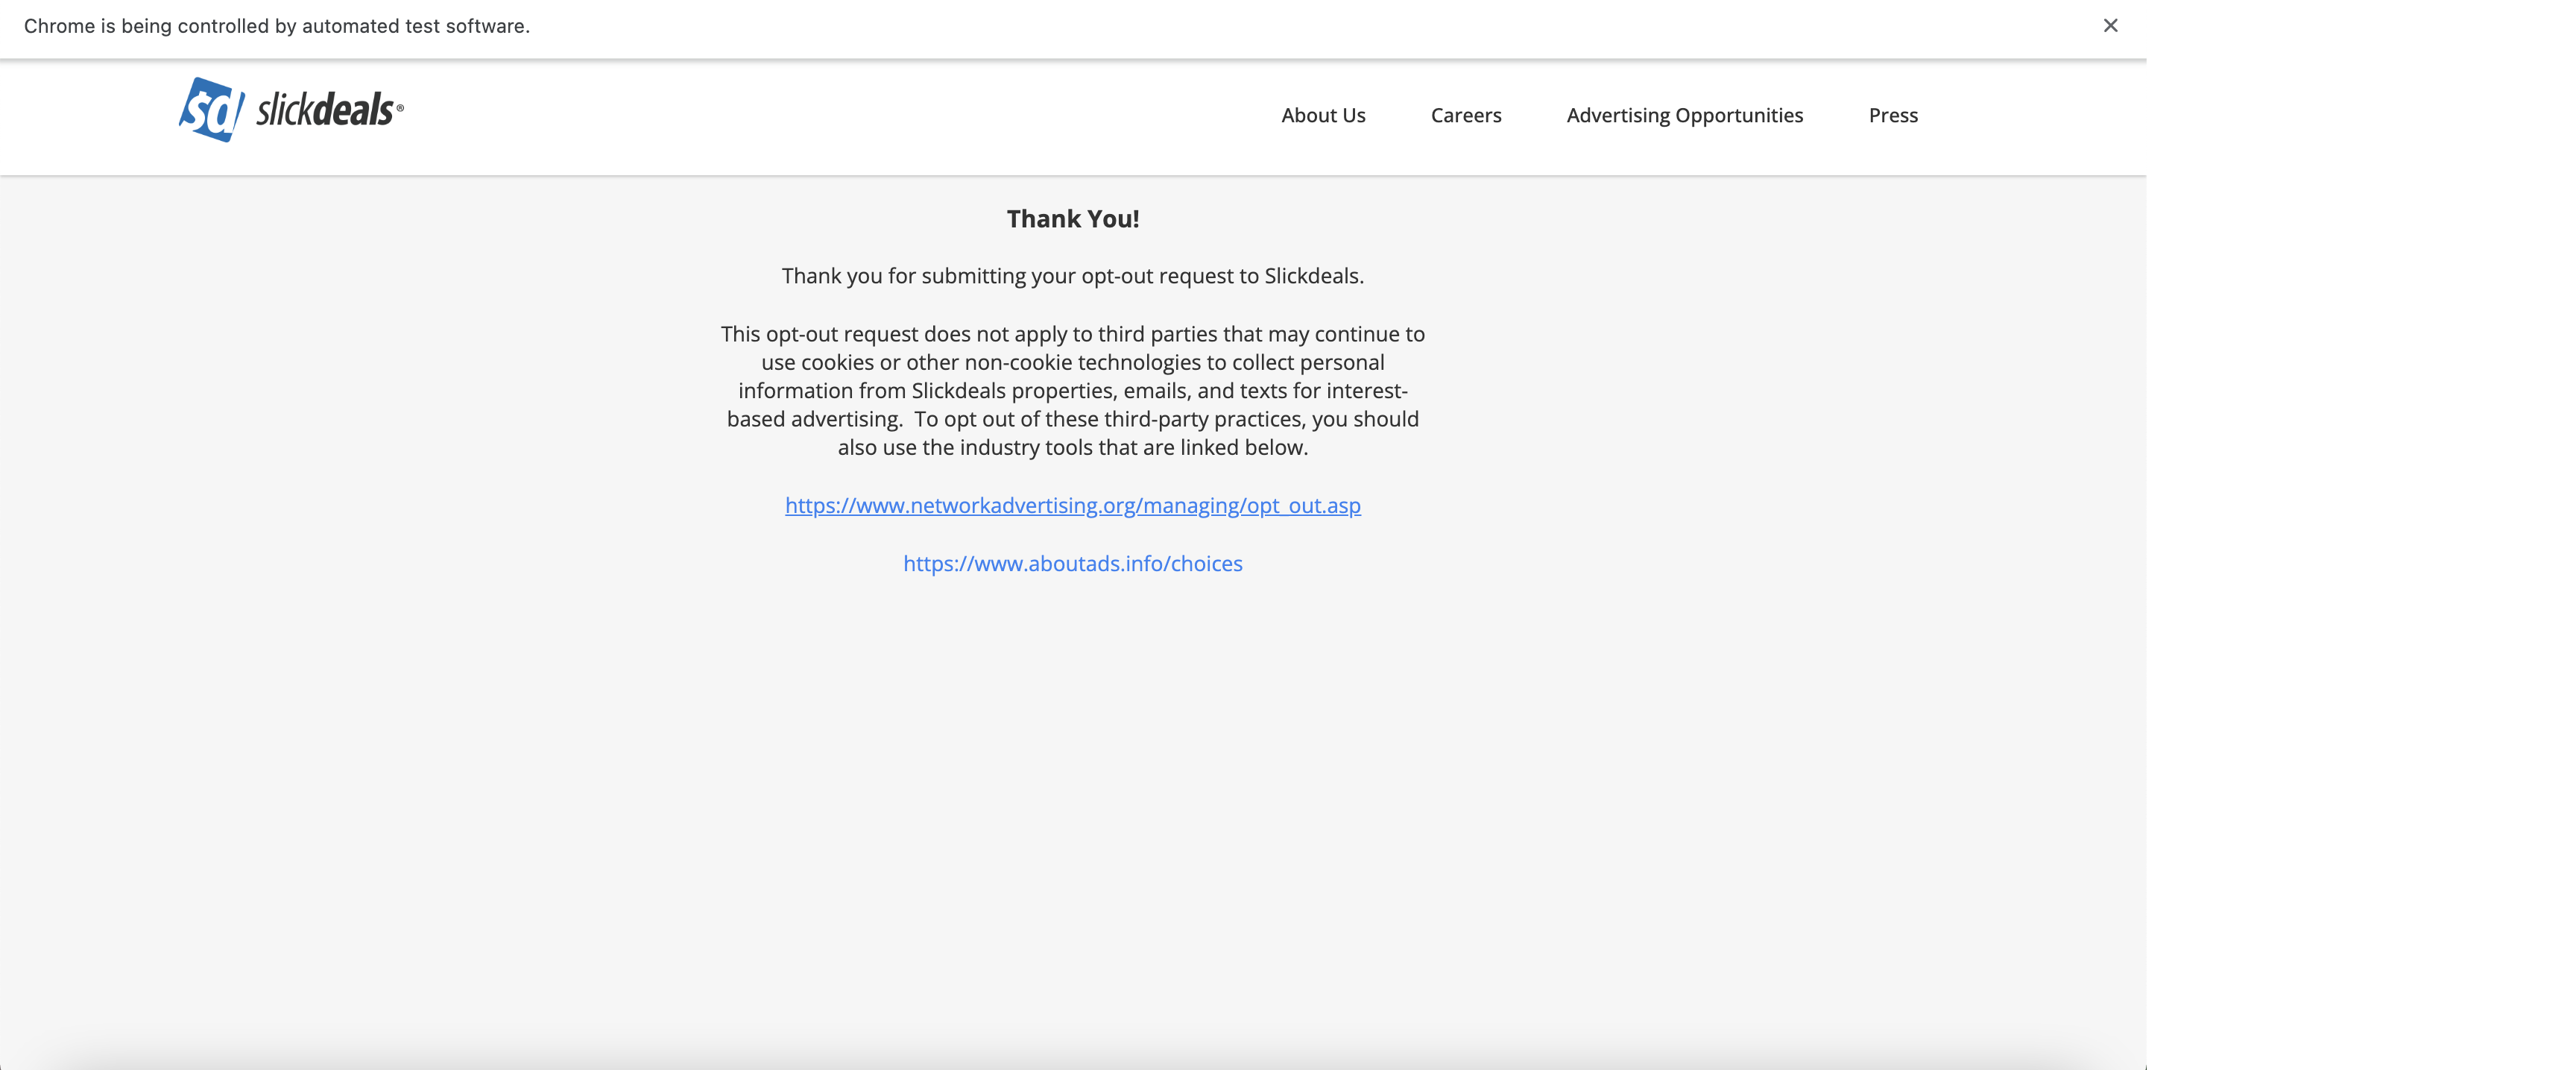 Chrome is being controlled by automated test software.
sd slickdeals®
About Us Careers Advertising Opportunities Press
Thank You!
Thank you for submitting your opt-out request to Slickdeals.
This opt-out request does not apply to third parties that may continue to
use cookies or other non-cookie technologies to collect personal
information from Slickdeals properties, emails, and texts for interest-
based advertising.  To opt out of these third-party practices, you should
also use the industry tools that are linked below.
https://www.networkadvertising.org/managing/opt_out.asp
https://www.aboutads.info/choices